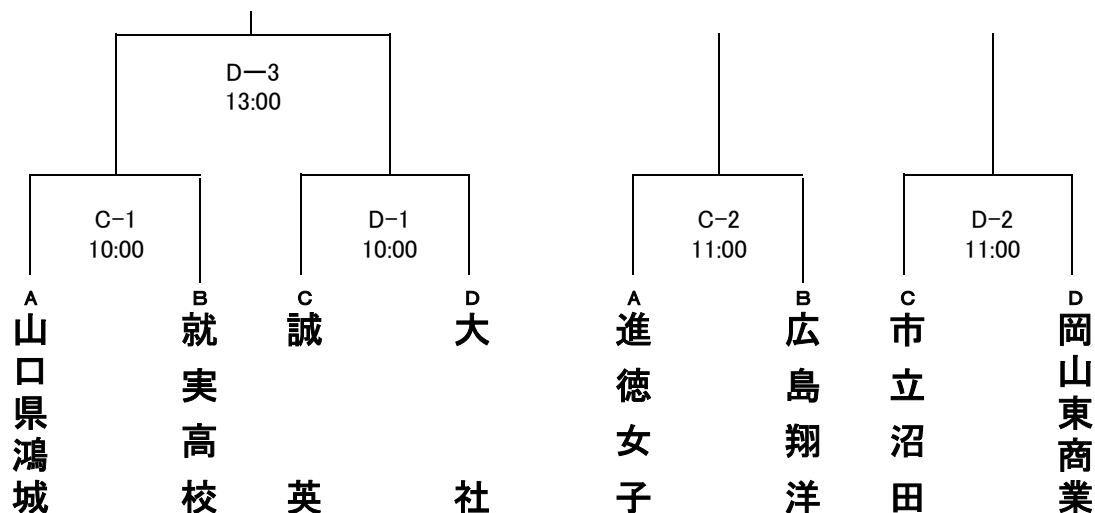 Dー3
13:00
C-1
10:00
D-1
10:00
C-2
11:00
D-2
11:00
A
B
C
D
A
B
C
D
山口県鴻城
就実高校
誠英
大社
進徳女子
広島翔洋
市立沼田
岡山東商業